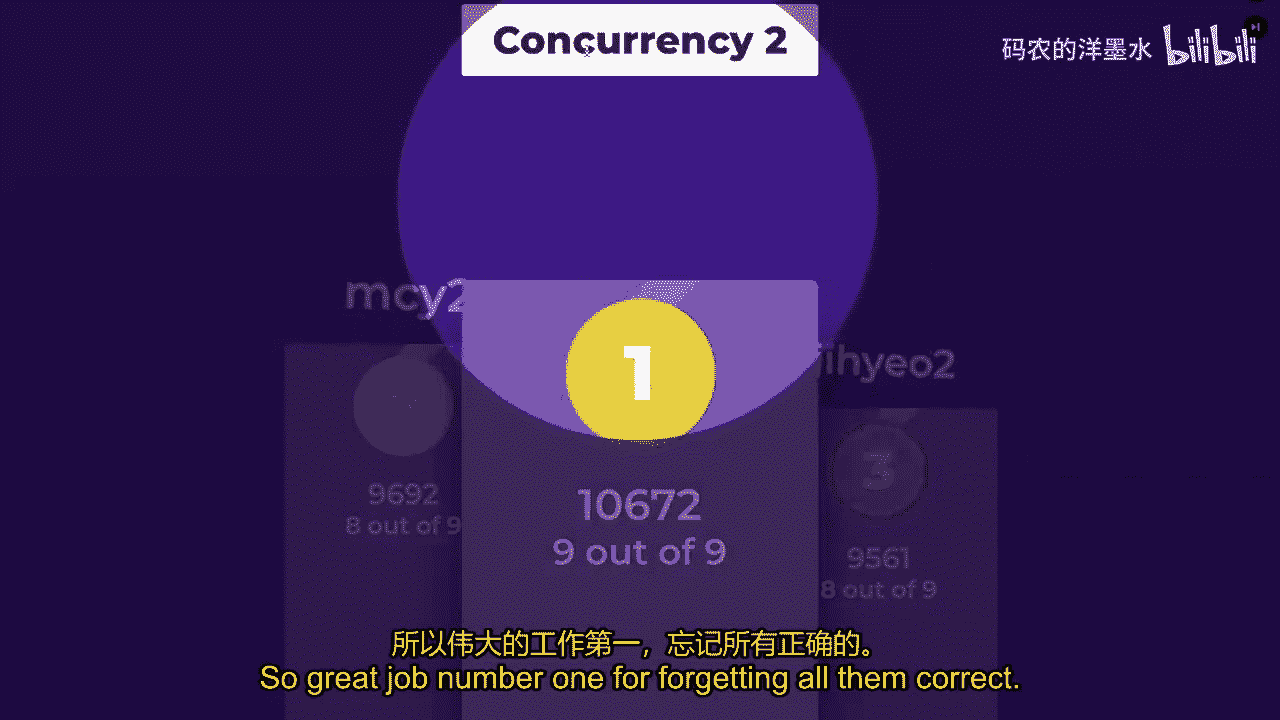 Concurrency 2
码农的洋墨水 bilibili
mcy2
jihyeo2
1
3
9692
8 out of 9
10672
9 out of 9
9561
8 out of 9
所以伟大的工作第一，忘记所有正确的。
So great job number one for forgetting all them correct.